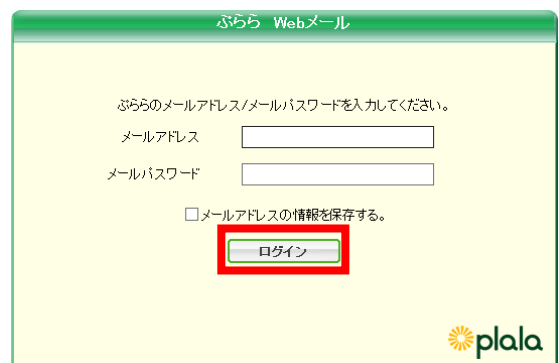 ぷらら Webメール
ぷららのメールアドレス/メールパスワードを入力してください。
メールアドレス
メールパスワード
メールアドレスの情報を保存する。
ログイン
plala